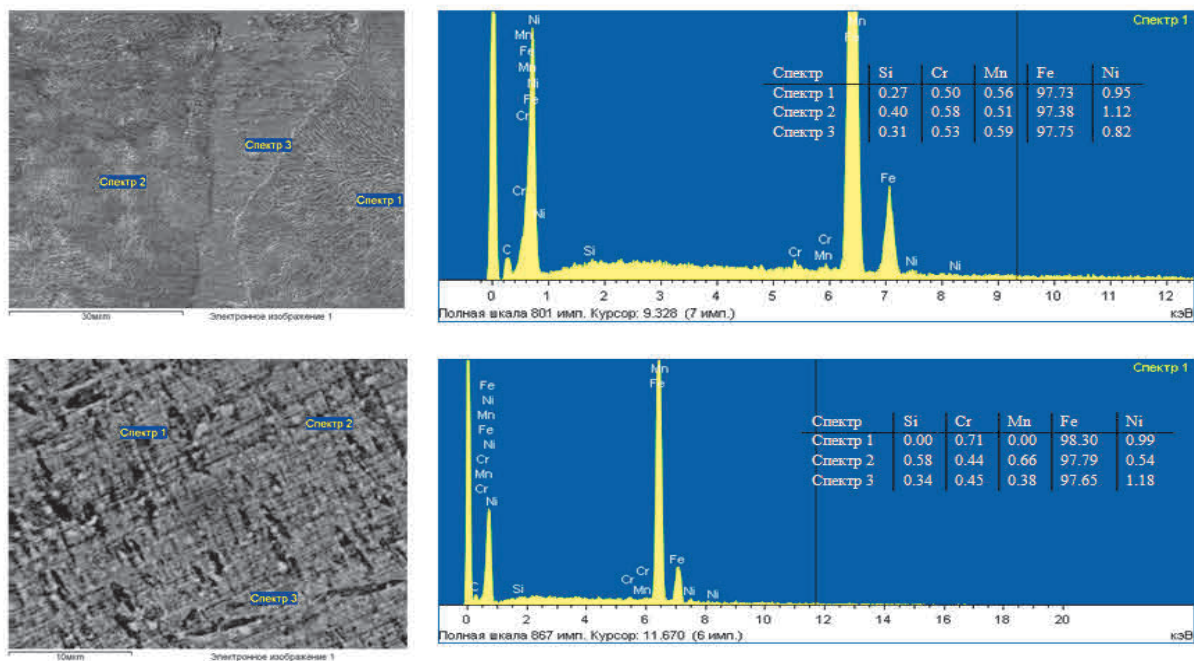 Спектр 3
Спектр 2
Спектр 1
30мкm Электронное изображение 1
Спектр 1
Ni
Mn Mn
Fe
Mn
Ni
Fe
Cr
Cr
Ni
C
Si
Cr
Cr
Mn
Fe
Ni
Ni
Спектр Si Cr Mn Fe Ni
Спектр 1 0.27 0.50 0.56 97.73 0.95
Спектр 2 0.40 0.58 0.51 97.38 1.12
Спектр 3 0.31 0.53 0.59 97.75 0.82
0 1 2 3 4 5 6 7 8 9 10 11 12
Полная шкала 801 имп. Курсор: 9.328 (7 имп.) кэВ
Спектр 1
Спектр 2
Спектр 3
10мкm Электронное изображение 1
Спектр 1
Mn
Fe Fe
Ni
Mn
Fe
Ni
Cr
Mn
Cr
Ni
C
Si
Cr
Cr
Mn
Fe
Ni
Ni
Спектр Si Cr Mn Fe Ni
Спектр 1 0.00 0.71 0.00 98.30 0.99
Спектр 2 0.58 0.44 0.66 97.79 0.54
Спектр 3 0.34 0.45 0.38 97.65 1.18
0 2 4 6 8 10 12 14 16 18 20
Полная шкала 867 имп. Курсор: 11.670 (6 имп.) кэВ